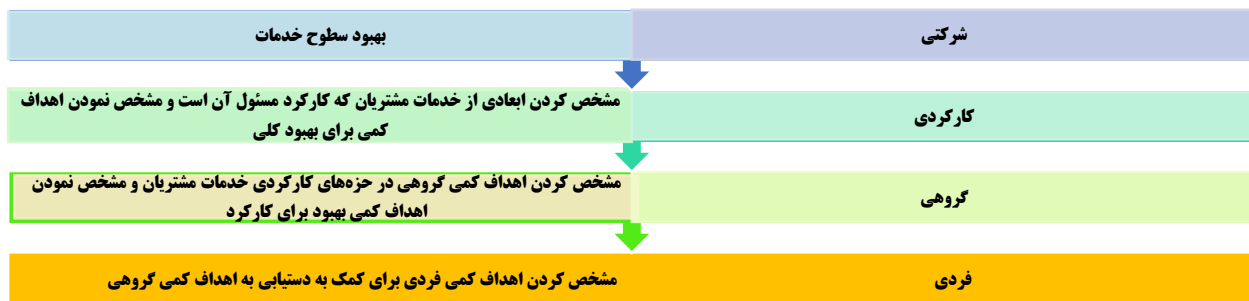 شرکتی
بهبود سطوح خدمات
کارکردی
مشخص کردن ابعادی از خدمات مشتریان که کارکرد مسئول آن است و مشخص نمودن اهداف
کمی برای بهبود کلی
گروهی
مشخص کردن اهداف کمی گروهی در حزه‌های کارکردی خدمات مشتریان و مشخص نمودن
اهداف کمی بهبود برای کارکرد
فردی
مشخص کردن اهداف کمی فردی برای کمک به دستیابی به اهداف کمی گروهی